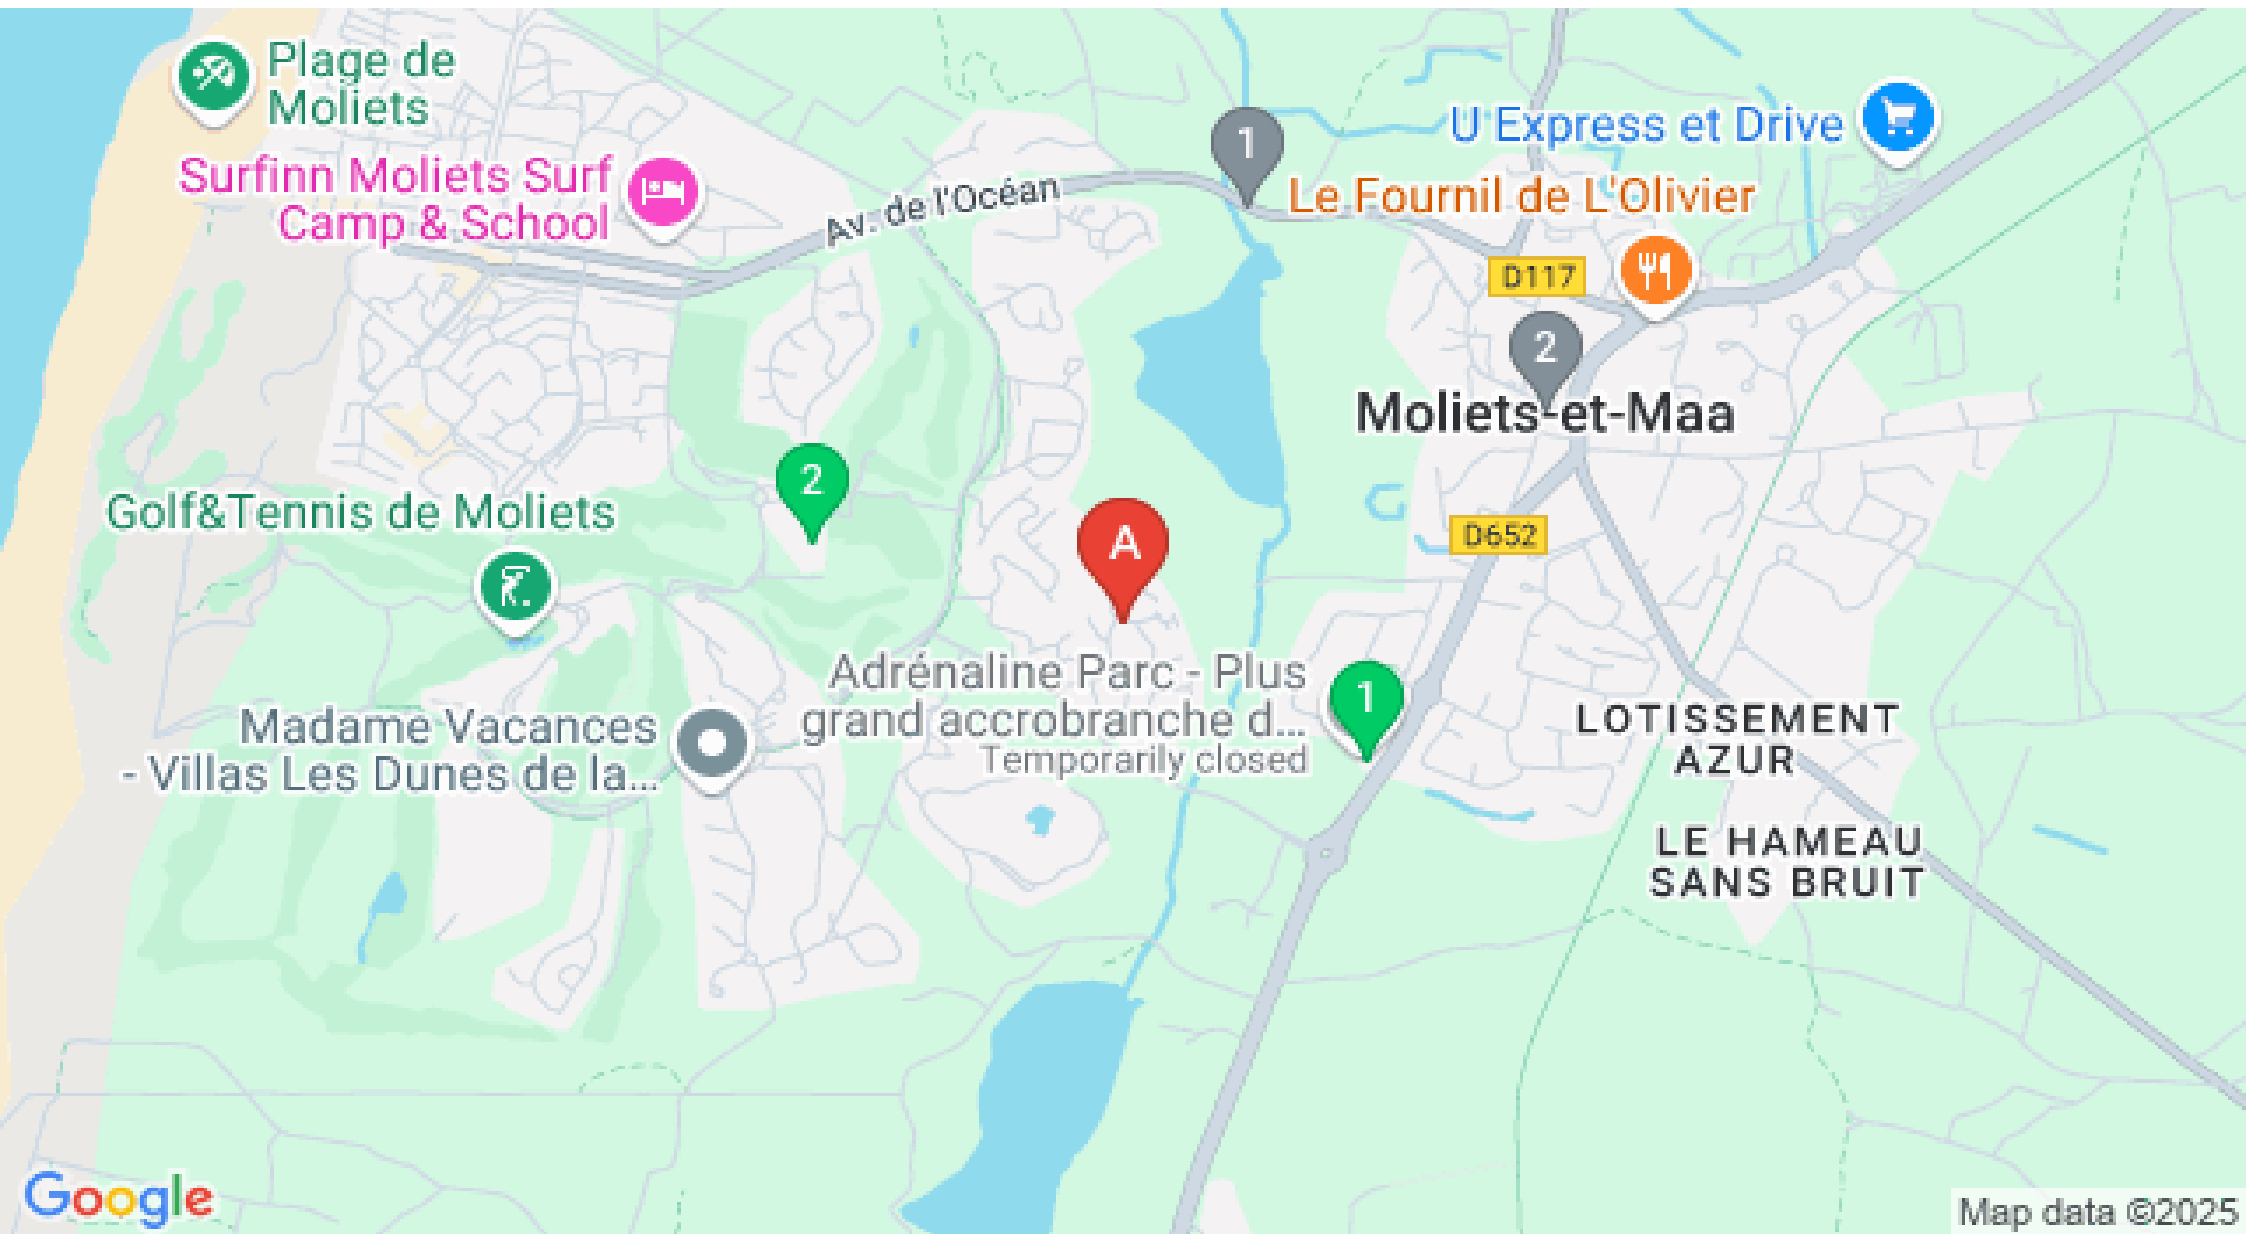 Plage de
Moliets
Surfinn Moliets Surf
Camp & School
Av. de l'Océan
1
U Express et Drive
Le Fournil de L'Olivier
D117
2
Moliets-et-Maa
2
Golf&Tennis de Moliets
A
D652
Adrénaline Parc - Plus
grand accrobranche d...
Temporarily closed
1
Madame Vacances
- Villas Les Dunes de la...
LOTISSEMENT
AZUR
LE HAMEAU
SANS BRUIT
Google
Map data ©2025